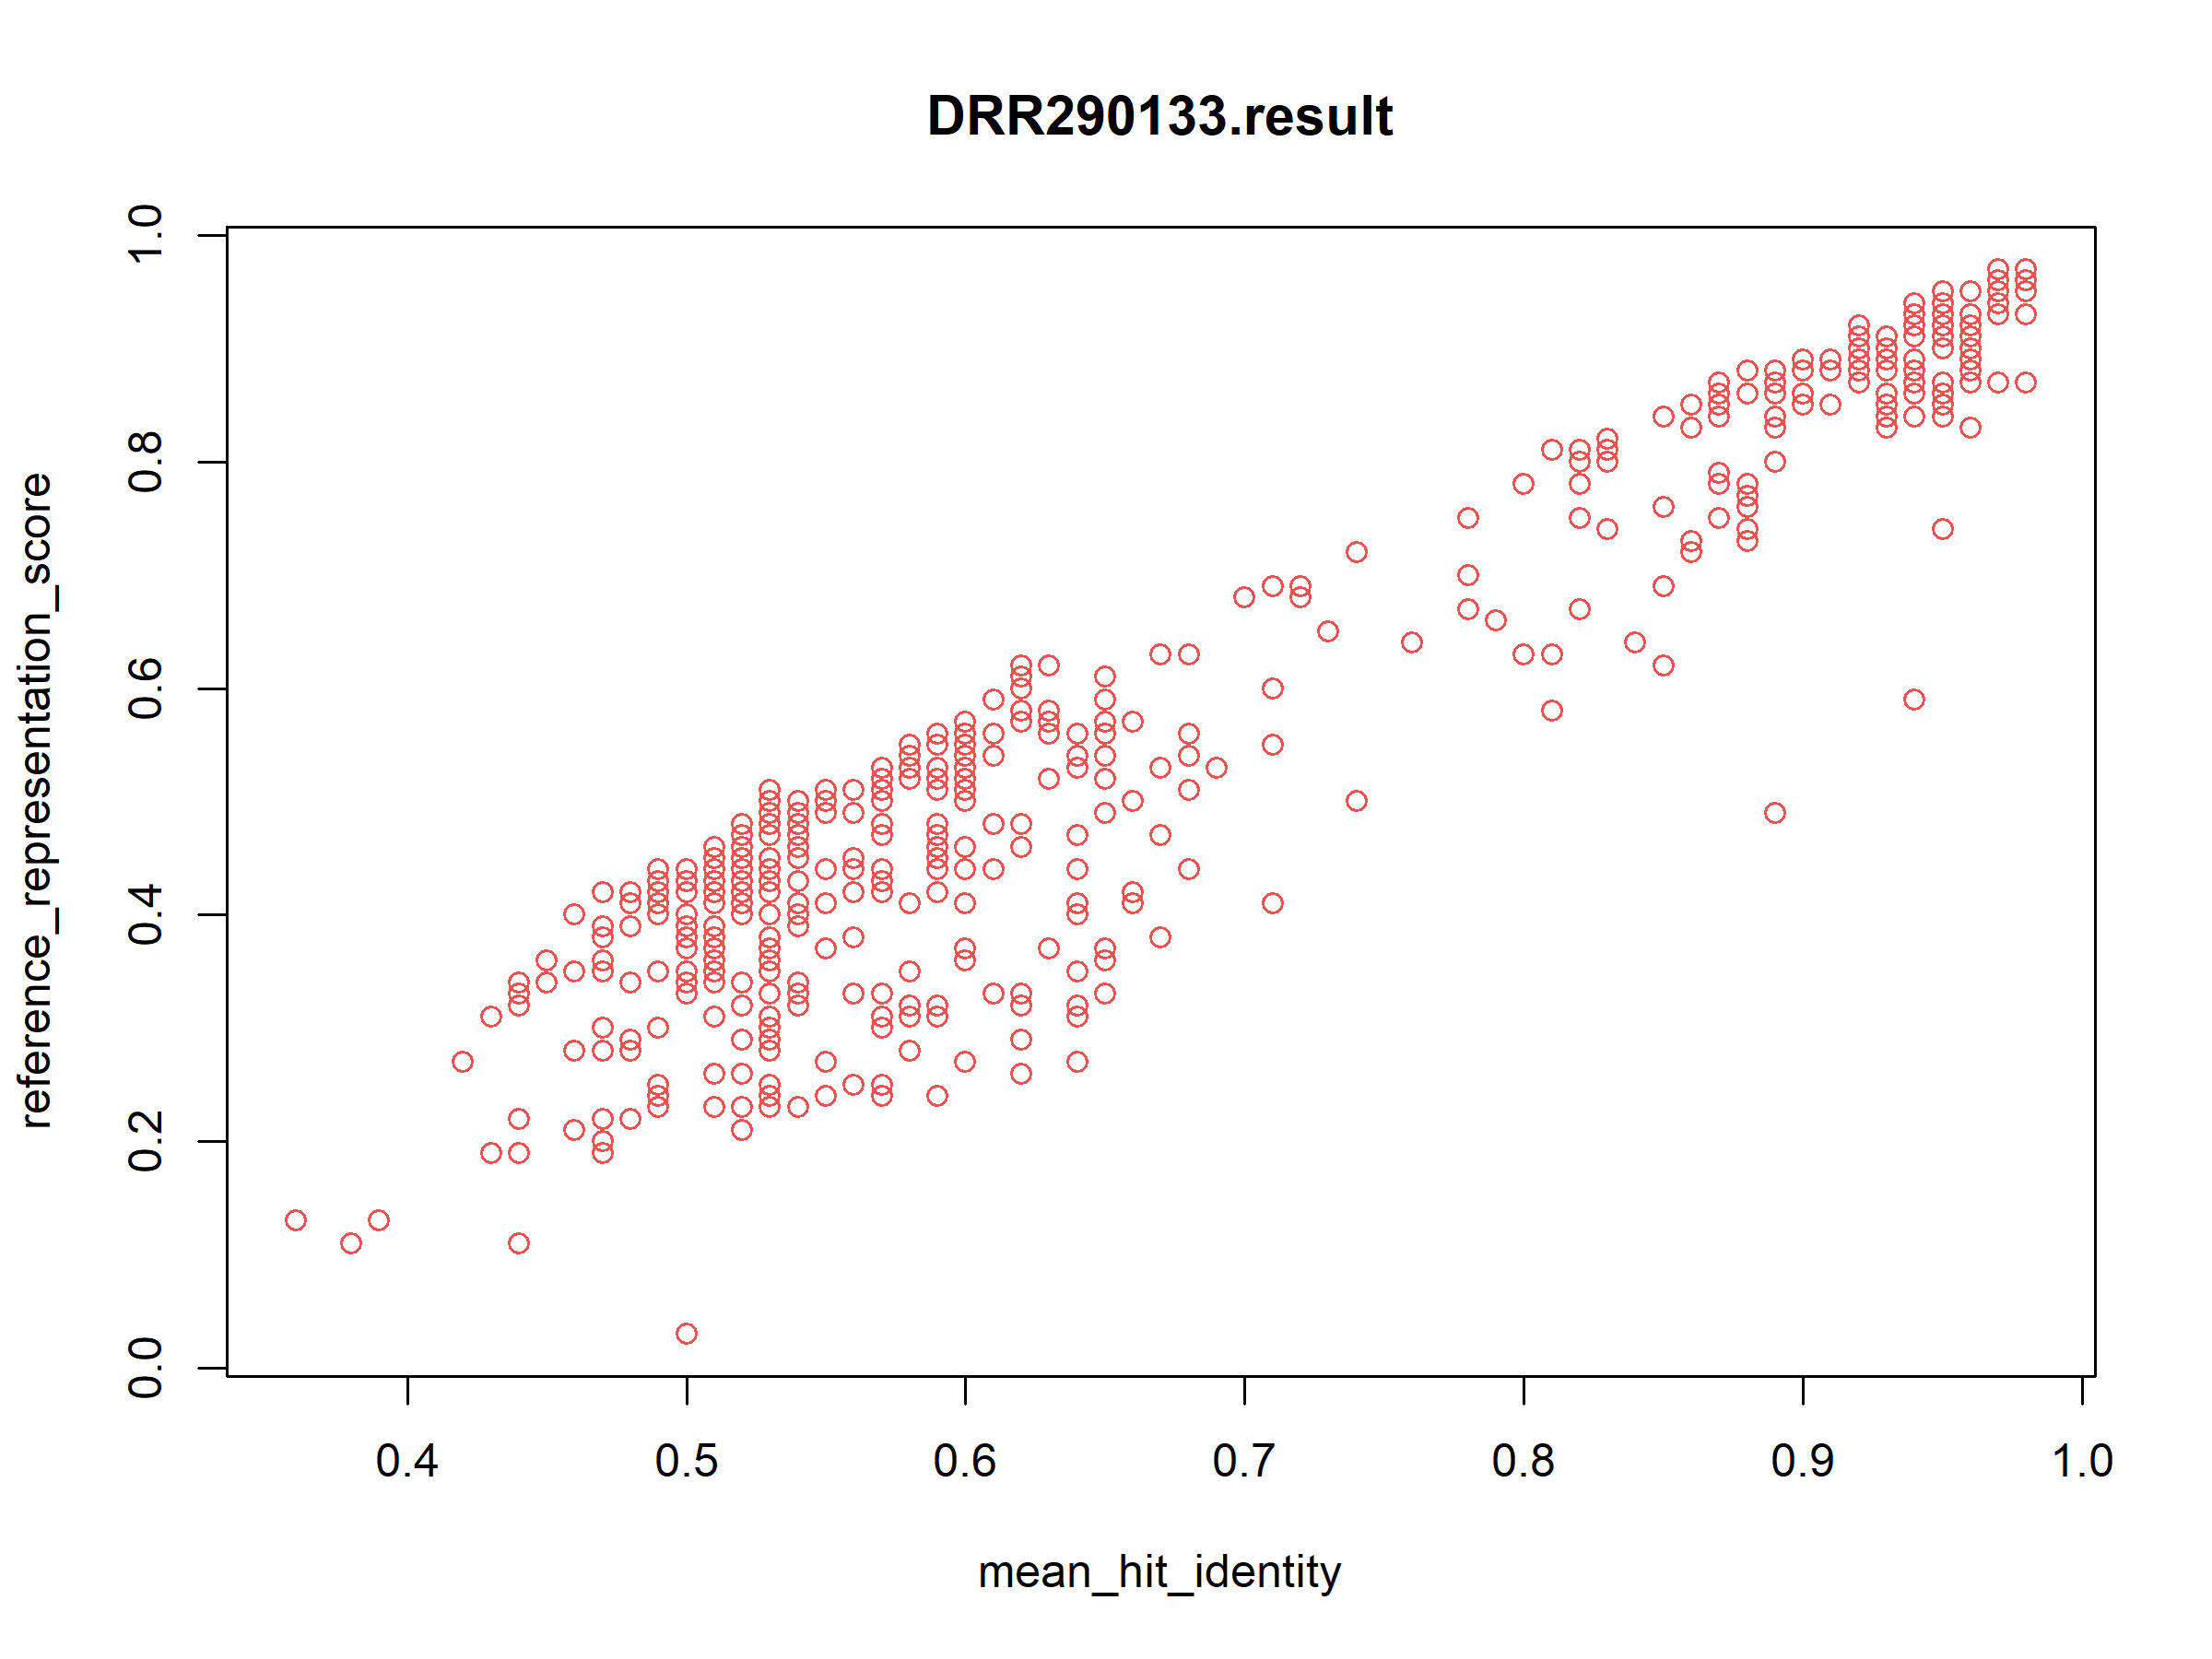 DRR290133.result
reference_representation_score
1.0
0.8
0.6
0.4
0.2
0.0
0.4 0.5 0.6 0.7 0.8 0.9 1.0
mean_hit_identity